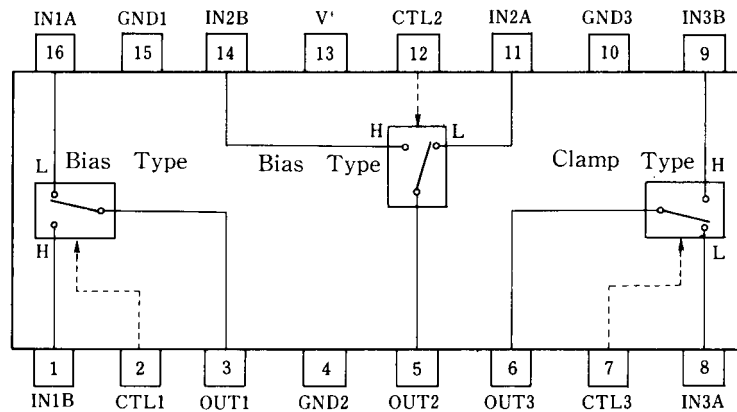 IN1A GND1 IN2B V' CTL2 IN2A GND3 IN3B
16 15 14 13 12 11 10 9
H L
L Bias Type Bias Type Clamp Type H
H L
1 2 3 4 5 6 7 8
IN1B CTL1 OUT1 GND2 OUT2 OUT3 CTL3 IN3A